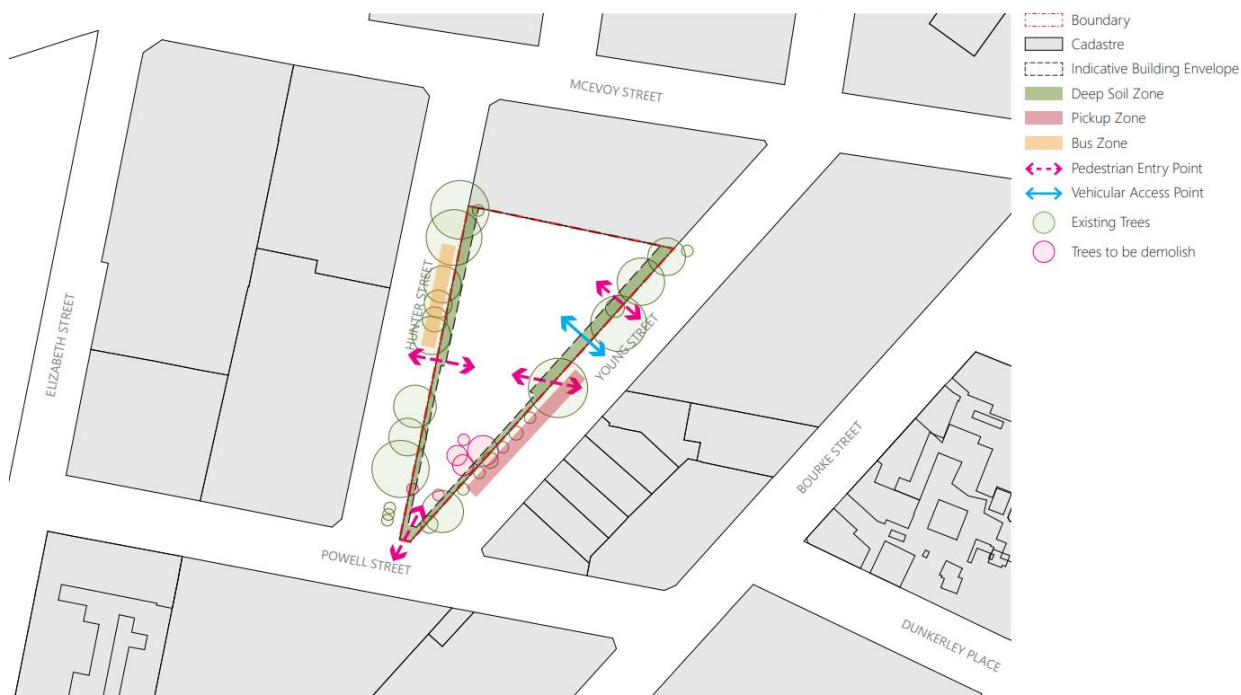 Boundary
Cadastre
Indicative Building Envelope
Deep Soil Zone
Pickup Zone
Bus Zone
Pedestrian Entry Point
Vehicular Access Point
Existing Trees
Trees to be demolish
MCEVOY STREET
ELIZABETH STREET
HUNTER STREET
YOUNG STREET
BOURKE STREET
POWELL STREET
DUNKERLEY PLACE